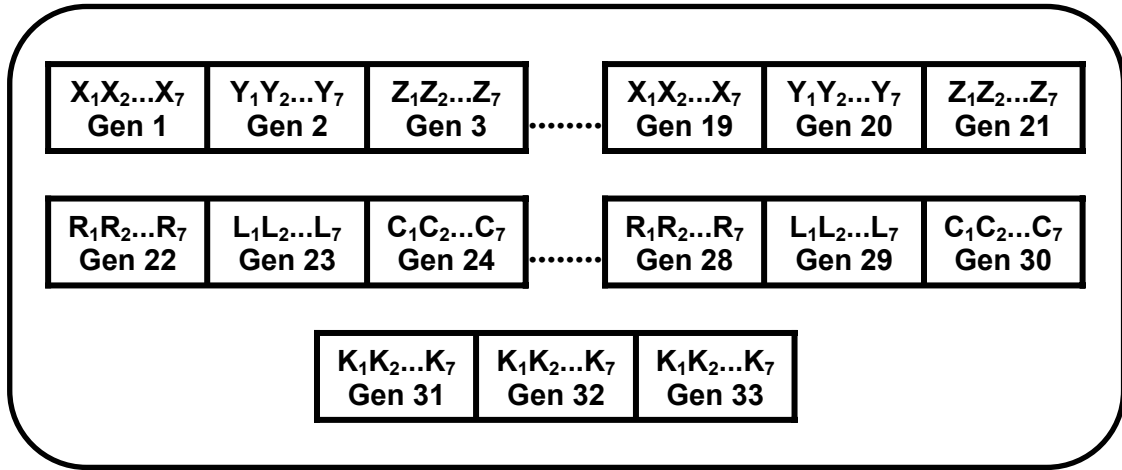 X₁X₂...X₇ Y₁Y₂...Y₇ Z₁Z₂...Z₇ X₁X₂...X₇ Y₁Y₂...Y₇ Z₁Z₂...Z₇
Gen 1 Gen 2 Gen 3 ........ Gen 19 Gen 20 Gen 21
R₁R₂...R₇ L₁L₂...L₇ C₁C₂...C₇ R₁R₂...R₇ L₁L₂...L₇ C₁C₂...C₇
Gen 22 Gen 23 Gen 24 ........ Gen 28 Gen 29 Gen 30
K₁K₂...K₇ K₁K₂...K₇ K₁K₂...K₇
Gen 31 Gen 32 Gen 33